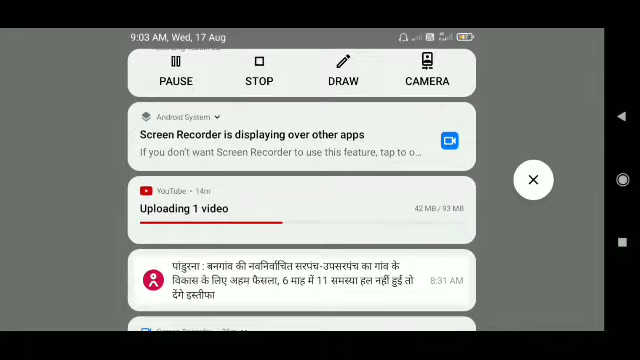 9:03 AM, Wed, 17 Aug
PAUSE STOP DRAW CAMERA
Android System
Screen Recorder is displaying over other apps
If you don't want Screen Recorder to use this feature, tap to o...
YouTube • 14m
Uploading 1 video
42 MB / 93 MB
पांडुरना : बनगांव की नवनिर्वाचित सरपंच-उपसरपंच का गांव के
विकास के लिए अहम फैसला, 6 माह में 11 समस्या हल नहीं हुई तो
देंगे इस्तीफा
8:31 AM